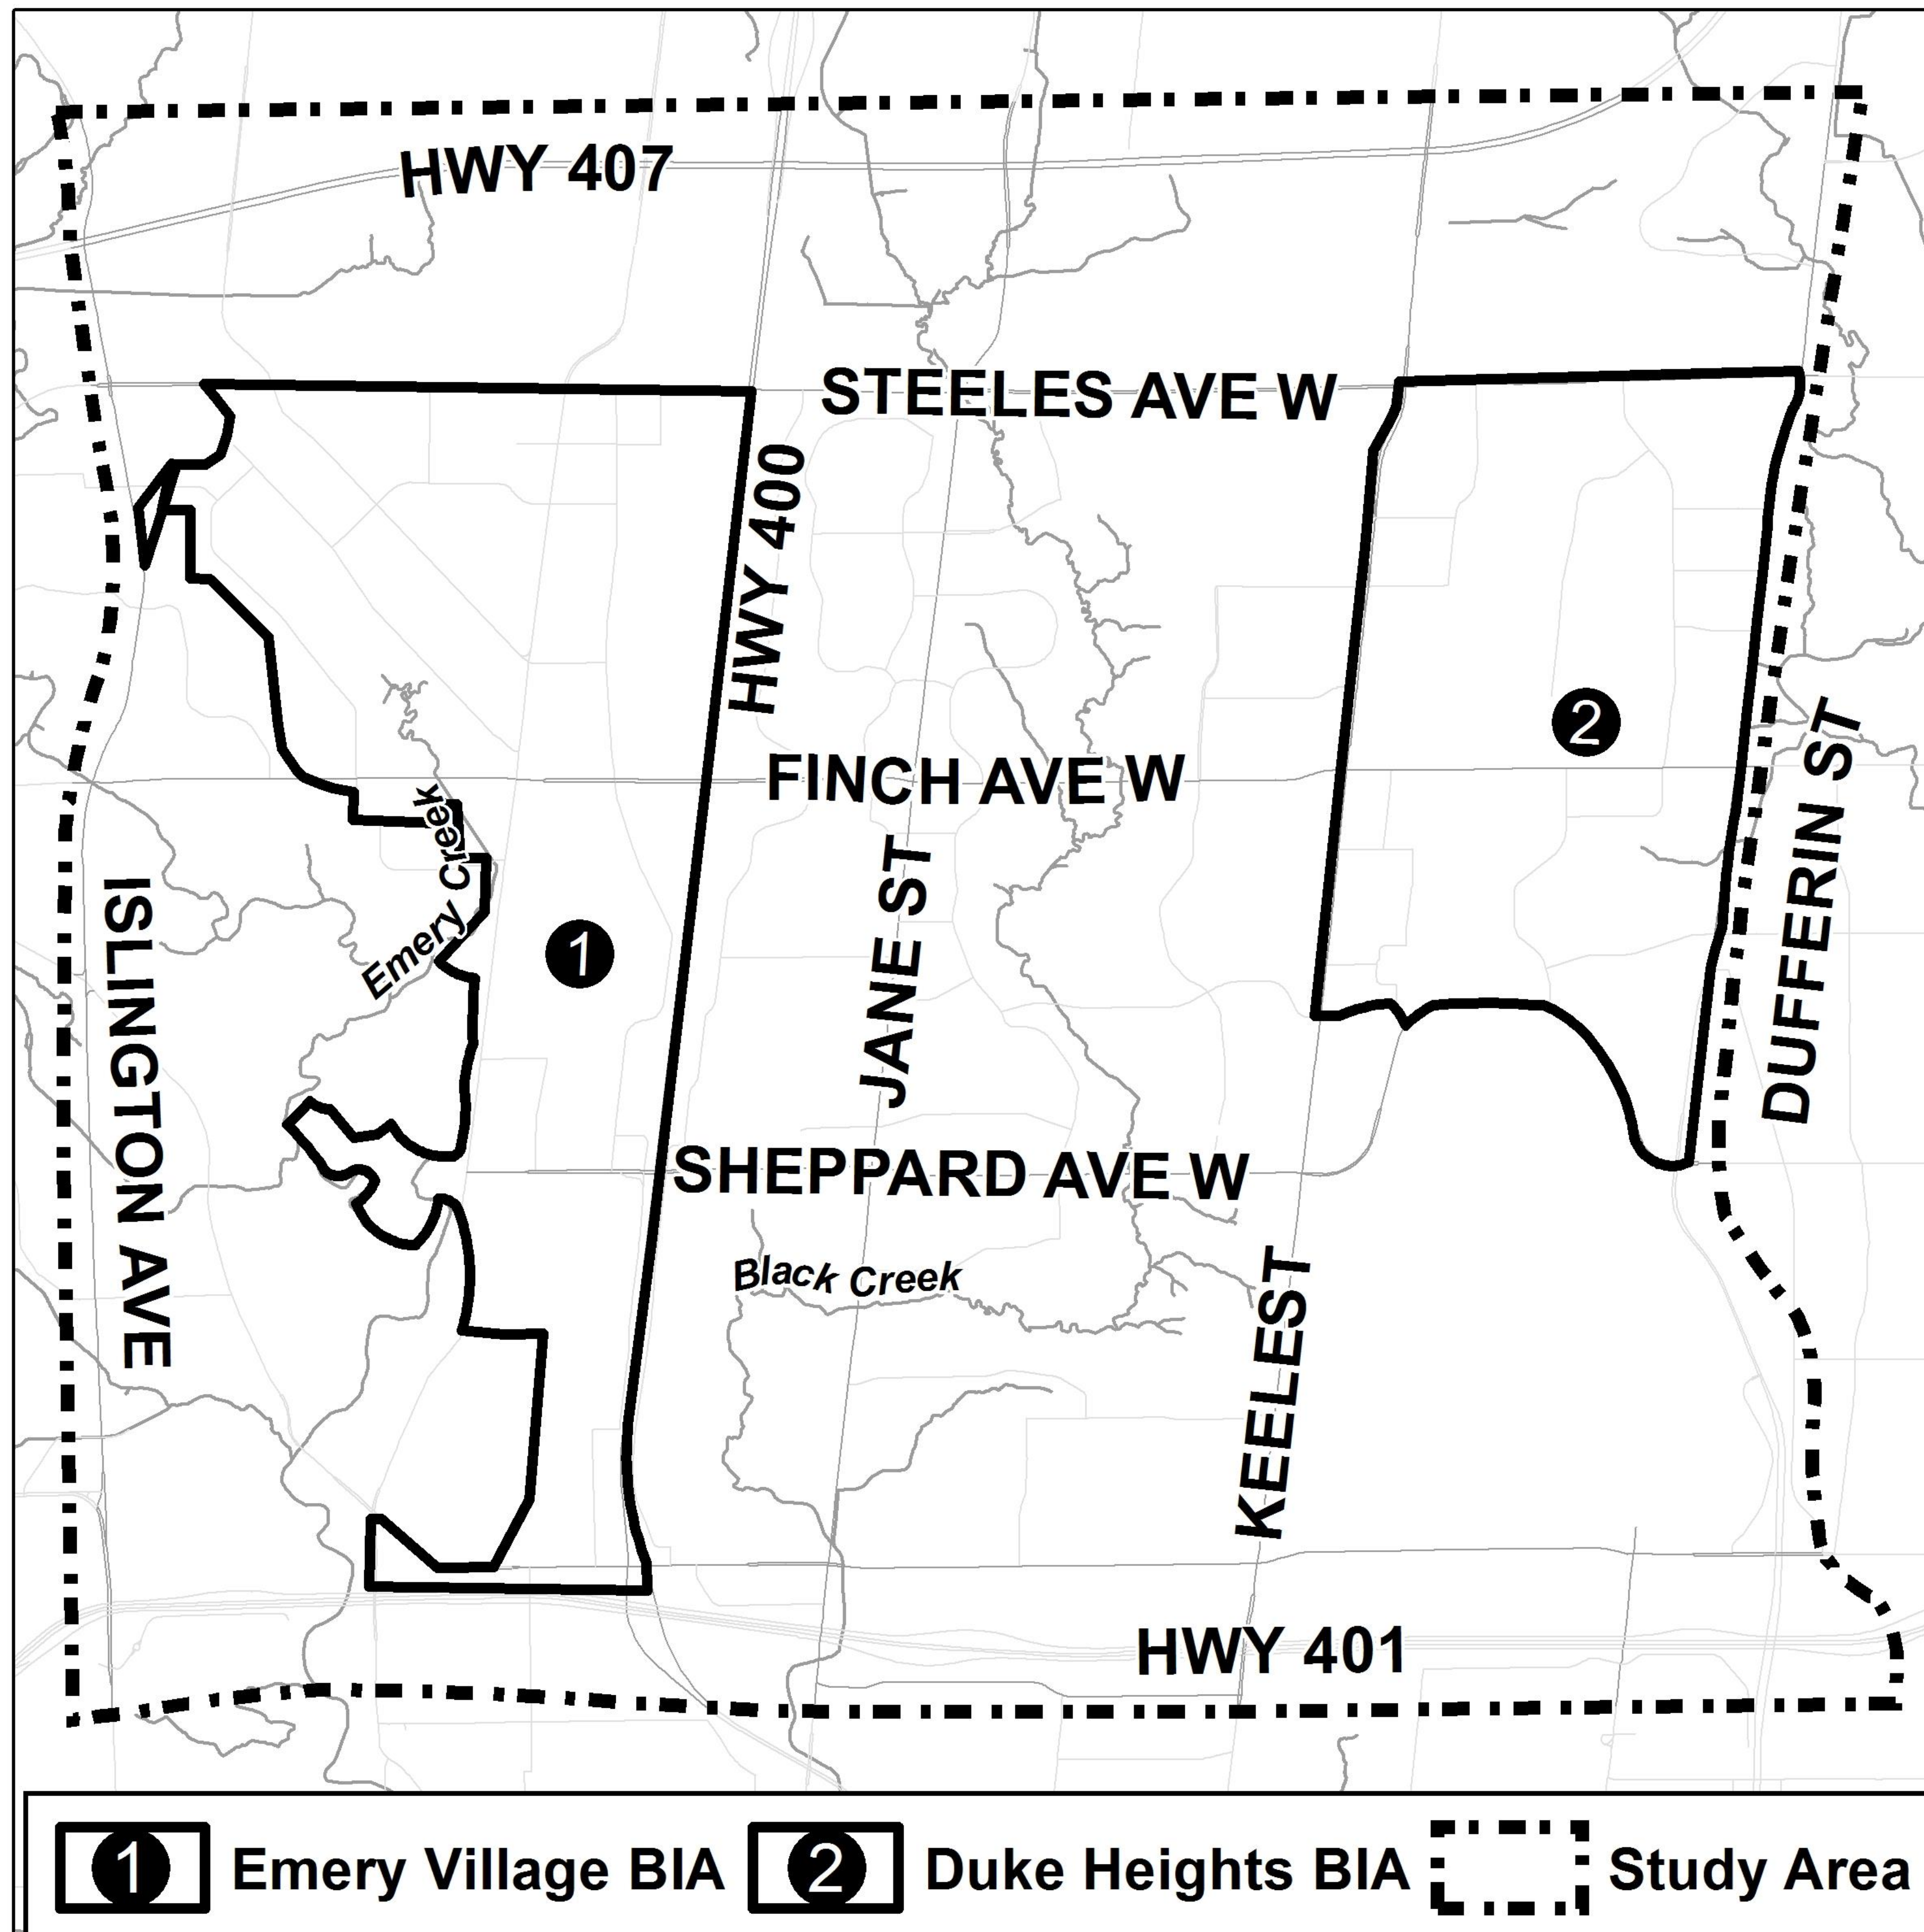 HWY 407
STEELES AVE W
HWY 400
2
FINCH AVE W
DUFFERIN ST
Emery Creek
1
JANE ST
ISLINGTON AVE
SHEPPARD AVE W
Black Creek
KEELEST
HWY 401
1 Emery Village BIA 2 Duke Heights BIA Study Area